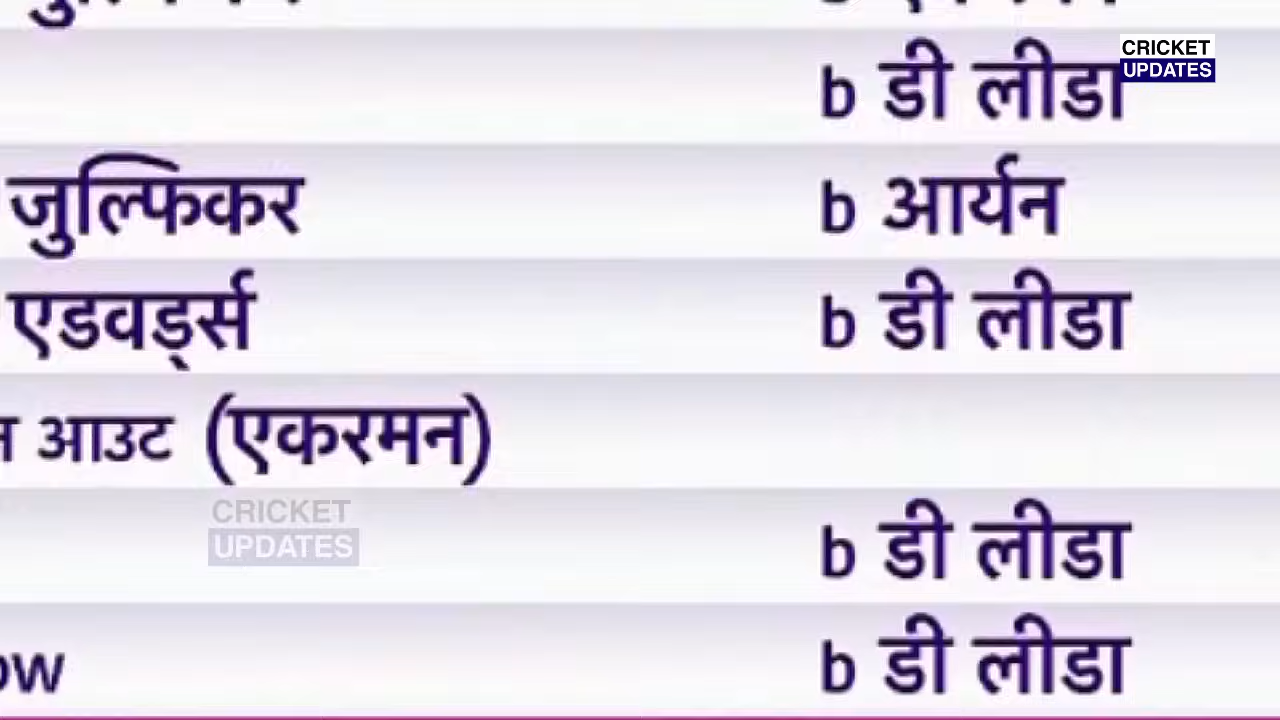 CRICKET
UPDATES
b डी लीडा
जुल्फिकर b आर्यन
एडवर्ड्स b डी लीडा
आउट (एकरमन)
CRICKET
UPDATES
b डी लीडा
b डी लीडा